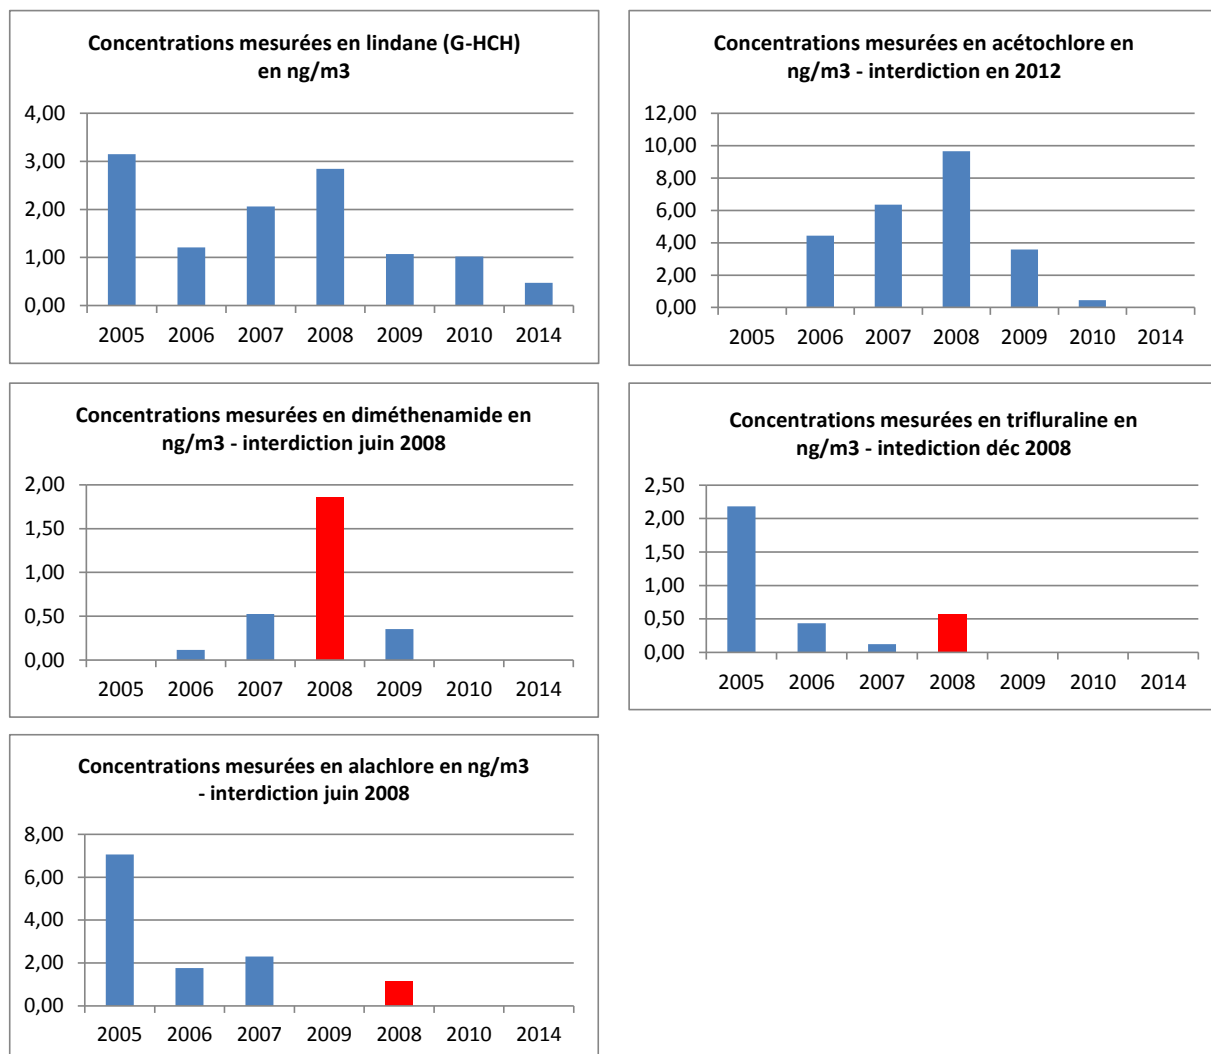 Concentrations mesurées en lindane (G-HCH)
en ng/m3
4,00
3,00
2,00
1,00
0,00
2005 2006 2007 2008 2009 2010 2014
Concentrations mesurées en acétochlore en
ng/m3 - interdiction en 2012
12,00
10,00
8,00
6,00
4,00
2,00
0,00
2005 2006 2007 2008 2009 2010 2014
Concentrations mesurées en diméthenamide en
ng/m3 - interdiction juin 2008
2,00
1,50
1,00
0,50
0,00
2005 2006 2007 2008 2009 2010 2014
Concentrations mesurées en trifluraline en
ng/m3 - intediction déc 2008
2,50
2,00
1,50
1,00
0,50
0,00
2005 2006 2007 2008 2009 2010 2014
Concentrations mesurées en alachlore en ng/m3
- interdiction juin 2008
8,00
6,00
4,00
2,00
0,00
2005 2006 2007 2009 2008 2010 2014